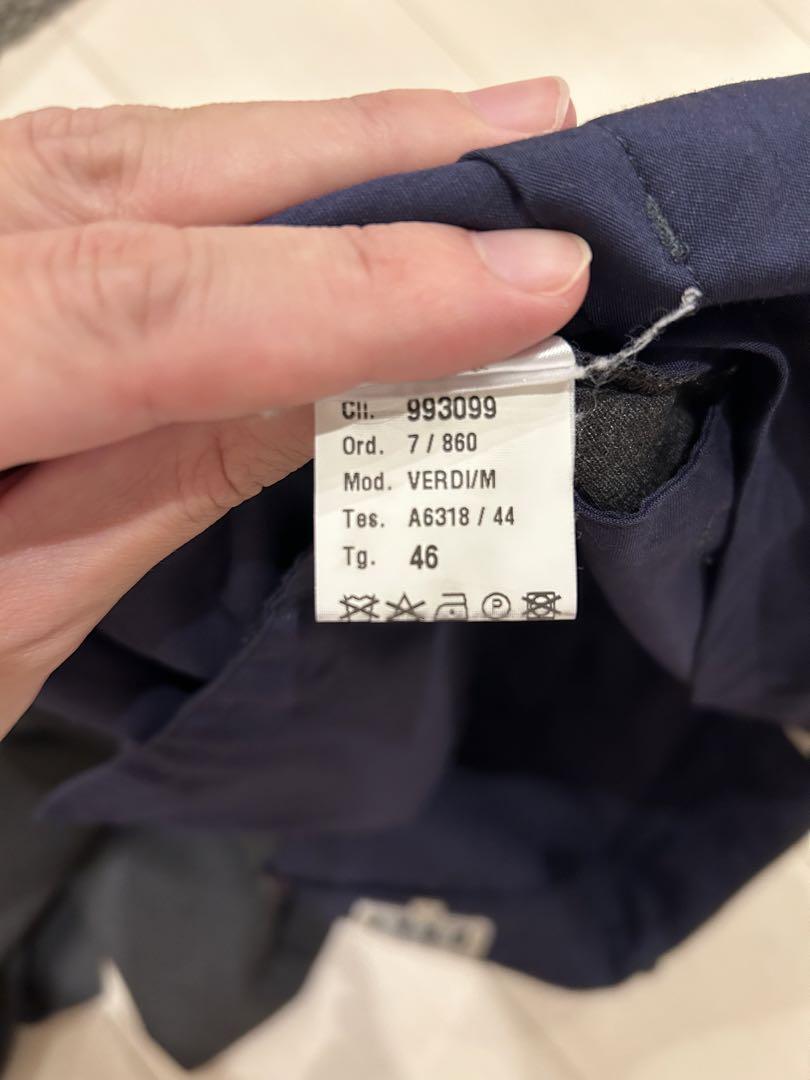 Cli. 993099
Ord. 7 / 860
Mod. VERDI/M
Tes. A6318 / 44
Tg. 46
P